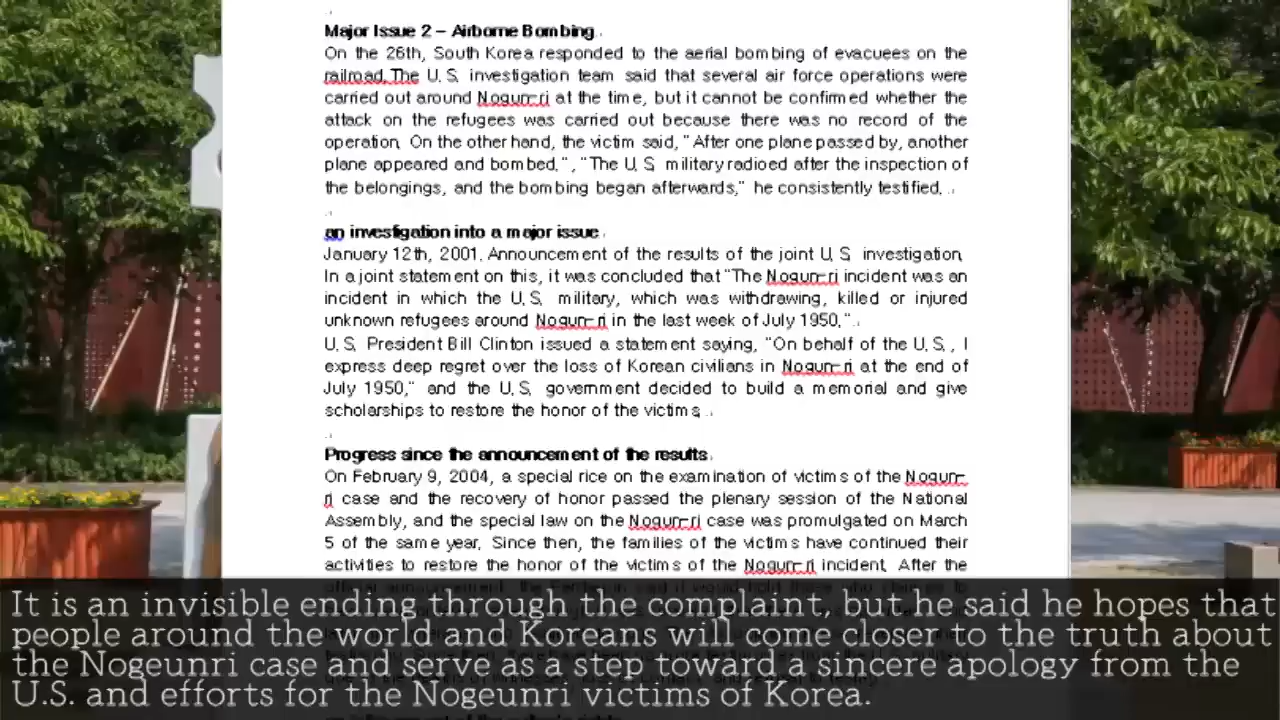 Major Issue 2 – Airborne Bombing
On the 26th, South Korea responded to the aerial bombing of evacuees on the
railroad.The U.S. investigation team said that several air force operations were
carried out around Nogun-ri at the time, but it cannot be confirmed whether the
attack on the refugees was carried out because there was no record of the
operation. On the other hand, the victim said, "After one plane passed by, another
plane appeared and bombed.", "The U.S. military radioed after the inspection of
the belongings, and the bombing began afterwards," he consistently testified.
an investigation into a major issue
January 12th, 2001. Announcement of the results of the joint U.S. investigation.
In a joint statement on this, it was concluded that "The Nogun-ri incident was an
incident in which the U.S. military, which was withdrawing, killed or injured
unknown refugees around Nogun-ri in the last week of July 1950,".
U.S. President Bill Clinton issued a statement saying, "On behalf of the U.S., I
express deep regret over the loss of Korean civilians in Nogun-ri at the end of
July 1950," and the U.S. government decided to build a memorial and give
scholarships to restore the honor of the victims.
Progress since the announcement of the results
On February 9, 2004, a special rice on the examination of victims of the Nogun-
ri case and the recovery of honor passed the plenary session of the National
Assembly, and the special law on the Nogun-ri case was promulgated on March
5 of the same year. Since then, the families of the victims have continued their
activities to restore the honor of the victims of the Nogun-ri incident. After the
It is an invisible ending through the complaint, but he said he hopes that
people around the world and Koreans will come closer to the truth about
the Nogeunri case and serve as a step toward a sincere apology from the
U.S. and efforts for the Nogeunri victims of Korea.